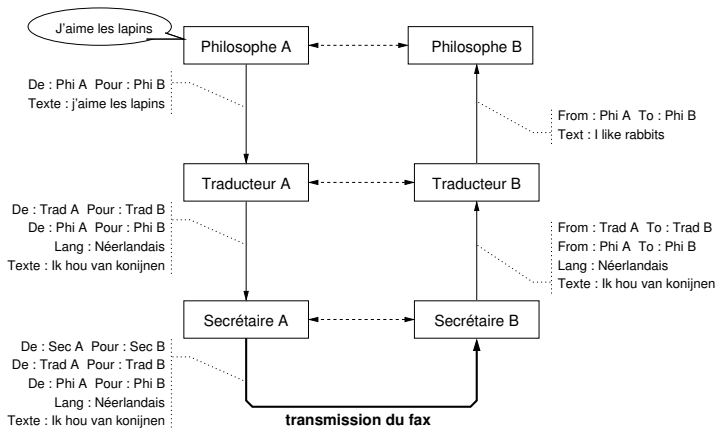 J'aime les lapins
Philosophe A
Philosophe B
De : Phi A Pour : Phi B
Texte : j'aime les lapins
From : Phi A To : Phi B
Text : I like rabbits
Traducteur A
Traducteur B
De : Trad A Pour : Trad B
De : Phi A Pour : Phi B
Lang : Néerlandais
Texte : Ik hou van konijnen
From : Trad A To : Trad B
From : Phi A To : Phi B
Lang : Néerlandais
Texte : Ik hou van konijnen
Secrétaire A
Secrétaire B
De : Sec A Pour : Sec B
De : Trad A Pour : Trad B
De : Phi A Pour : Phi B
Lang : Néerlandais
Texte : Ik hou van konijnen
transmission du fax